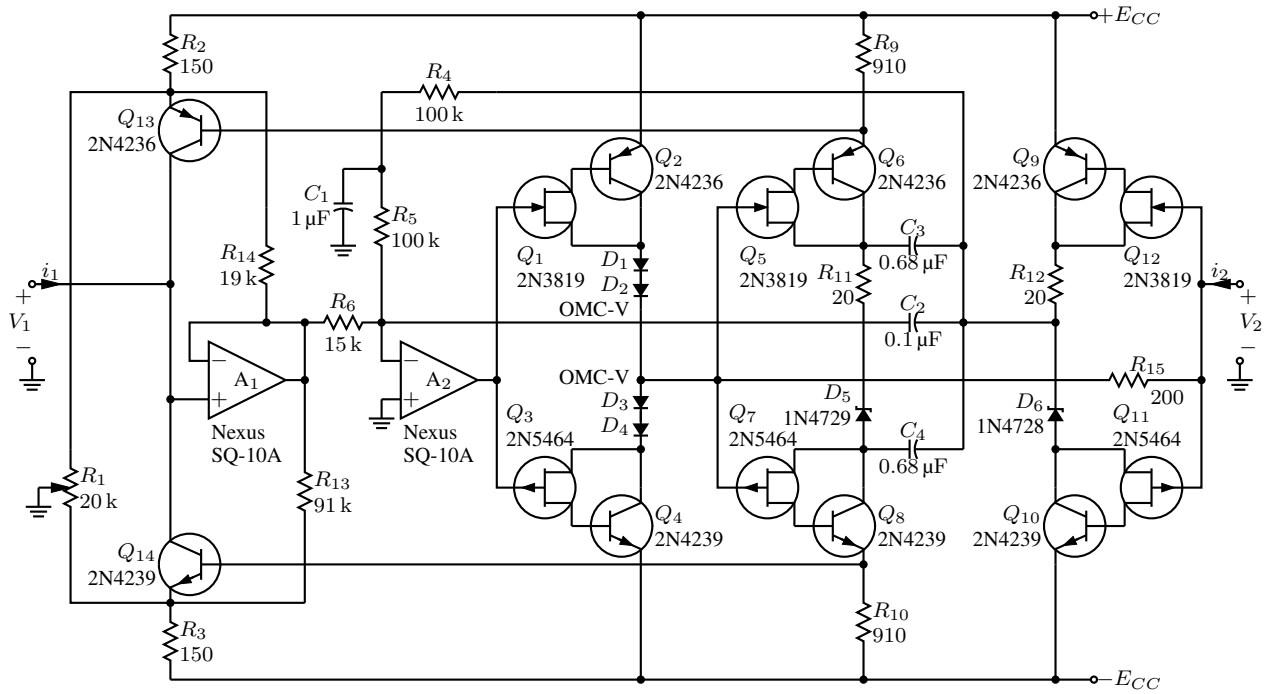 +E_CC
R_2
150
R_9
910
R_4
100 k
Q_13
2N4236
Q_2
2N4236
Q_6
2N4236
Q_9
2N4236
C_1
1 µF
R_5
100 k
R_14
19 k
Q_1
2N3819
D_1
D_2
OMC-V
Q_5
2N3819
R_11
20
C_3
0.68 µF
R_12
20
Q_12
2N3819
i_1
+
V_1
−
R_6
15 k
C_2
0.1 µF
i_2
+
V_2
−
−
A_1
+
Nexus
SQ-10A
−
A_2
+
Nexus
SQ-10A
OMC-V
D_3
D_4
R_15
200
Q_3
2N5464
Q_7
2N5464
D_5
1N4729
D_6
1N4728
Q_11
2N5464
C_4
0.68 µF
R_1
20 k
R_13
91 k
Q_14
2N4239
Q_4
2N4239
Q_8
2N4239
Q_10
2N4239
R_3
150
R_10
910
−E_CC